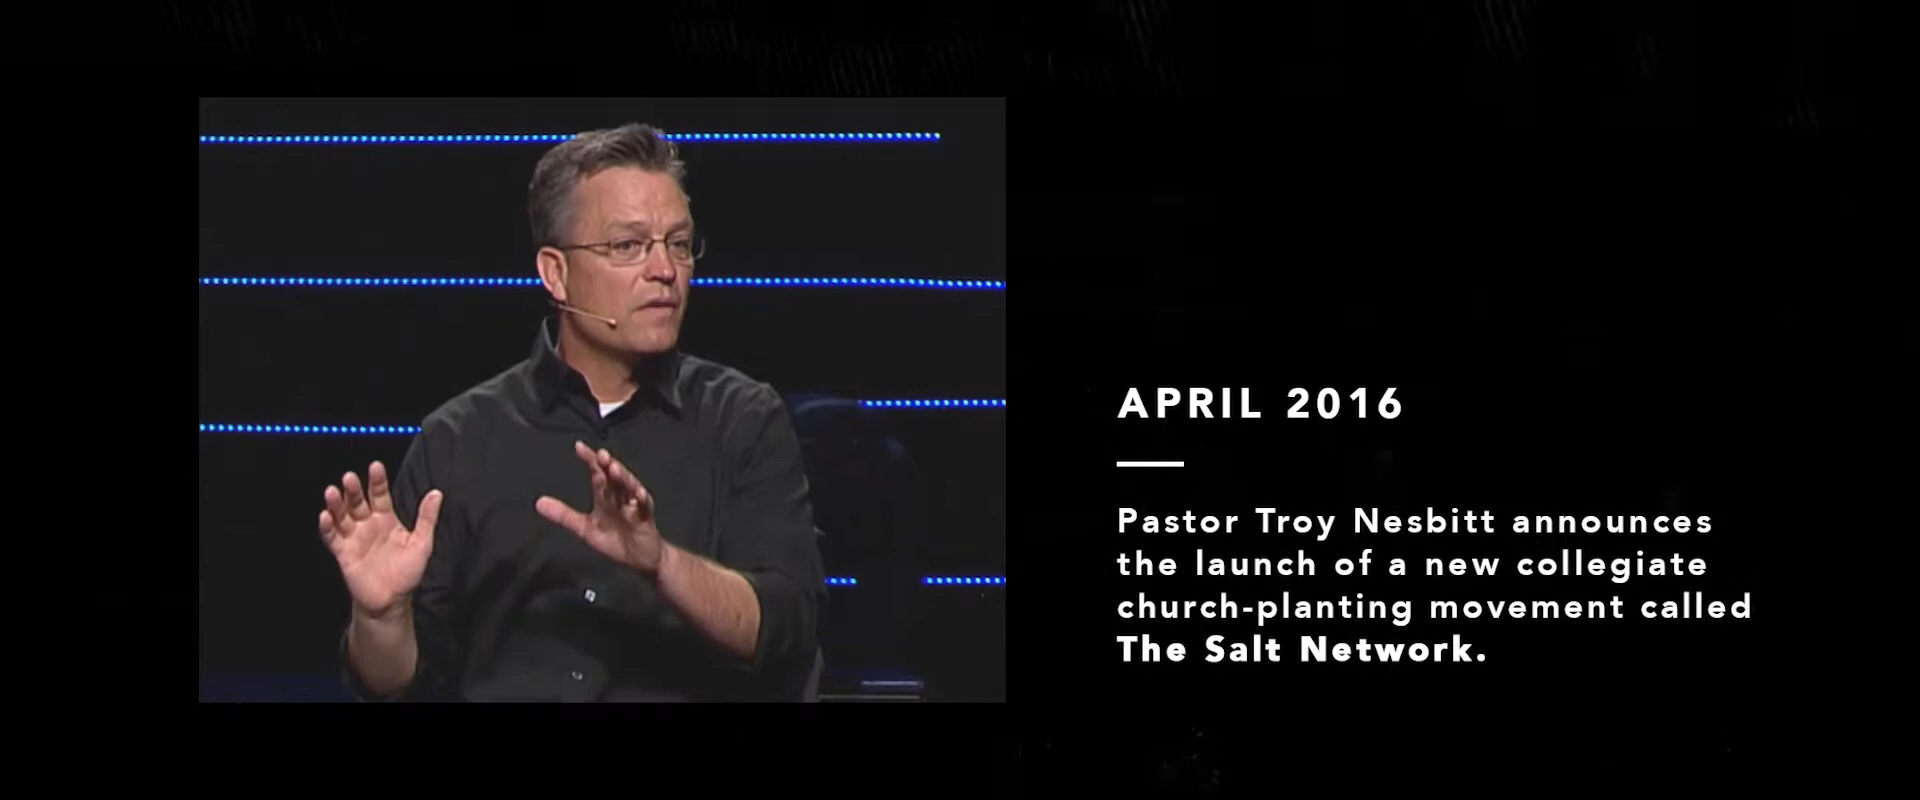 APRIL 2016
Pastor Troy Nesbitt announces
the launch of a new collegiate
church-planting movement called
The Salt Network.